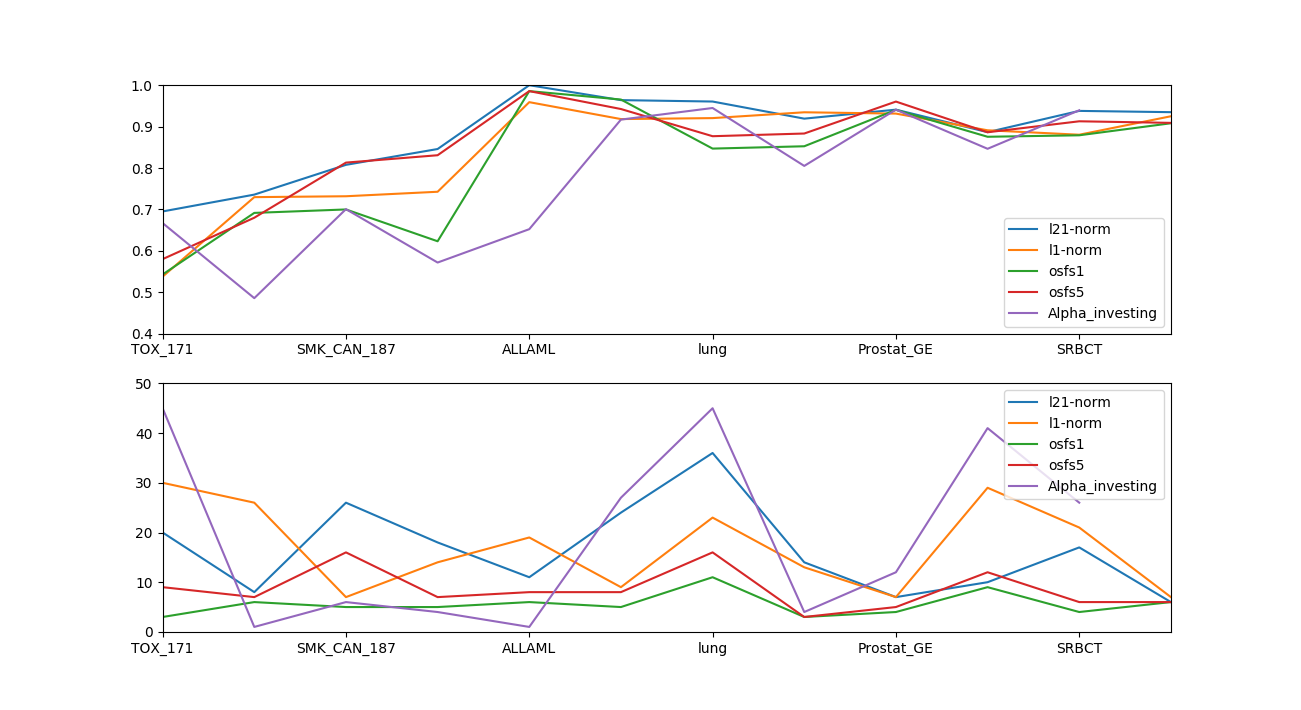 1.0
0.9
0.8
0.7
0.6
0.5
0.4
l21-norm
l1-norm
osfs1
osfs5
Alpha_investing
TOX_171 SMK_CAN_187 ALLAML lung Prostat_GE SRBCT
50
40
30
20
10
0
l21-norm
l1-norm
osfs1
osfs5
Alpha_investing
TOX_171 SMK_CAN_187 ALLAML lung Prostat_GE SRBCT